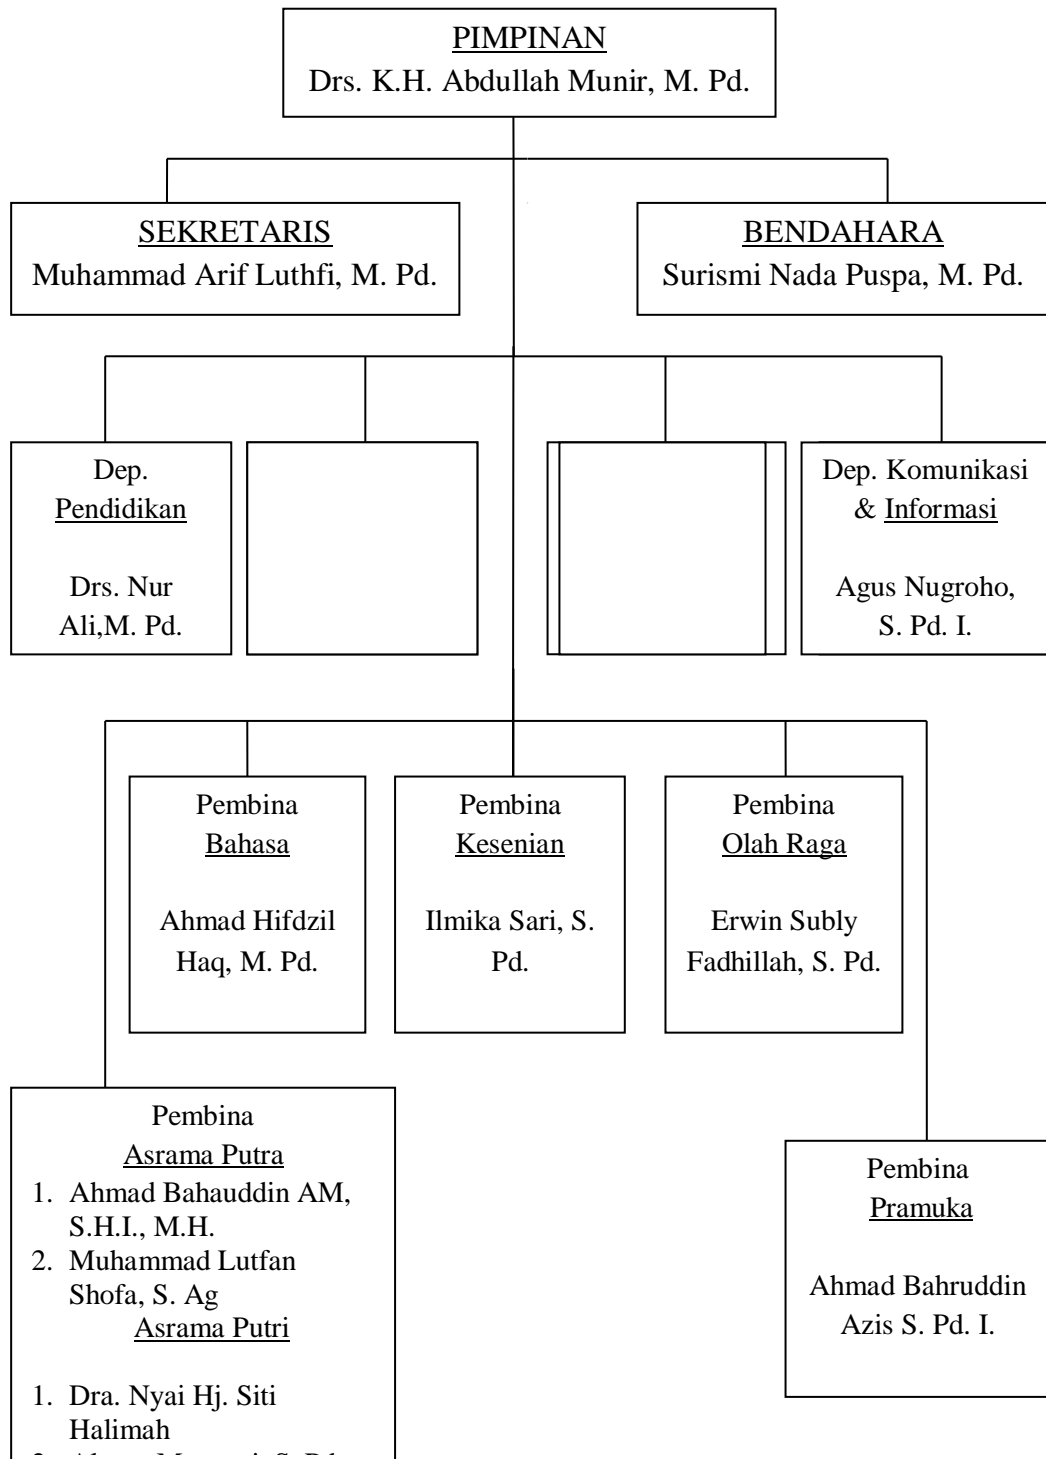 PIMPINAN
Drs. K.H. Abdullah Munir, M. Pd.
SEKRETARIS
Muhammad Arif Luthfi, M. Pd.
BENDAHARA
Surismi Nada Puspa, M. Pd.
Dep.
Pendidikan
Drs. Nur
Ali,M. Pd.
Dep. Komunikasi
& Informasi
Agus Nugroho,
S. Pd. I.
Pembina
Bahasa
Ahmad Hifdzil
Haq, M. Pd.
Pembina
Kesenian
Ilmika Sari, S.
Pd.
Pembina
Olah Raga
Erwin Subly
Fadhillah, S. Pd.
Pembina
Asrama Putra
1. Ahmad Bahauddin AM,
S.H.I., M.H.
2. Muhammad Lutfan
Shofa, S. Ag
Asrama Putri
1. Dra. Nyai Hj. Siti
Halimah
Pembina
Pramuka
Ahmad Bahruddin
Azis S. Pd. I.